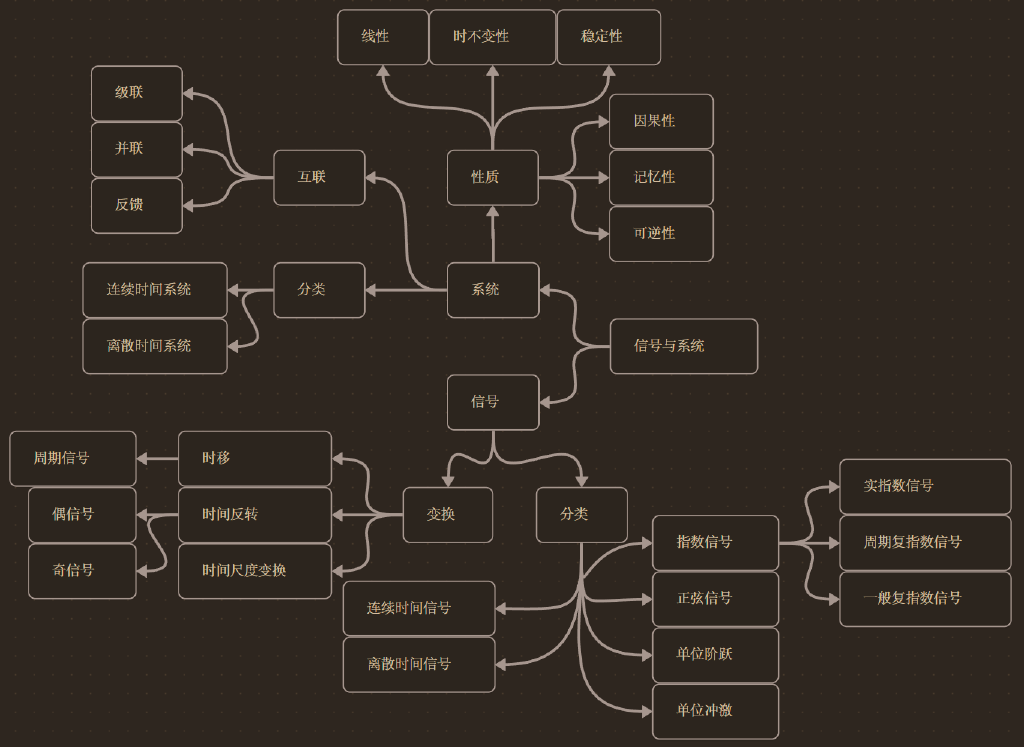 线性
时不变性
稳定性
级联
因果性
并联
互联
性质
记忆性
反馈
可逆性
连续时间系统
分类
系统
离散时间系统
信号与系统
信号
周期信号
时移
实指数信号
偶信号
时间反转
变换
分类
指数信号
周期复指数信号
奇信号
时间尺度变换
连续时间信号
正弦信号
一般复指数信号
离散时间信号
单位阶跃
单位冲激